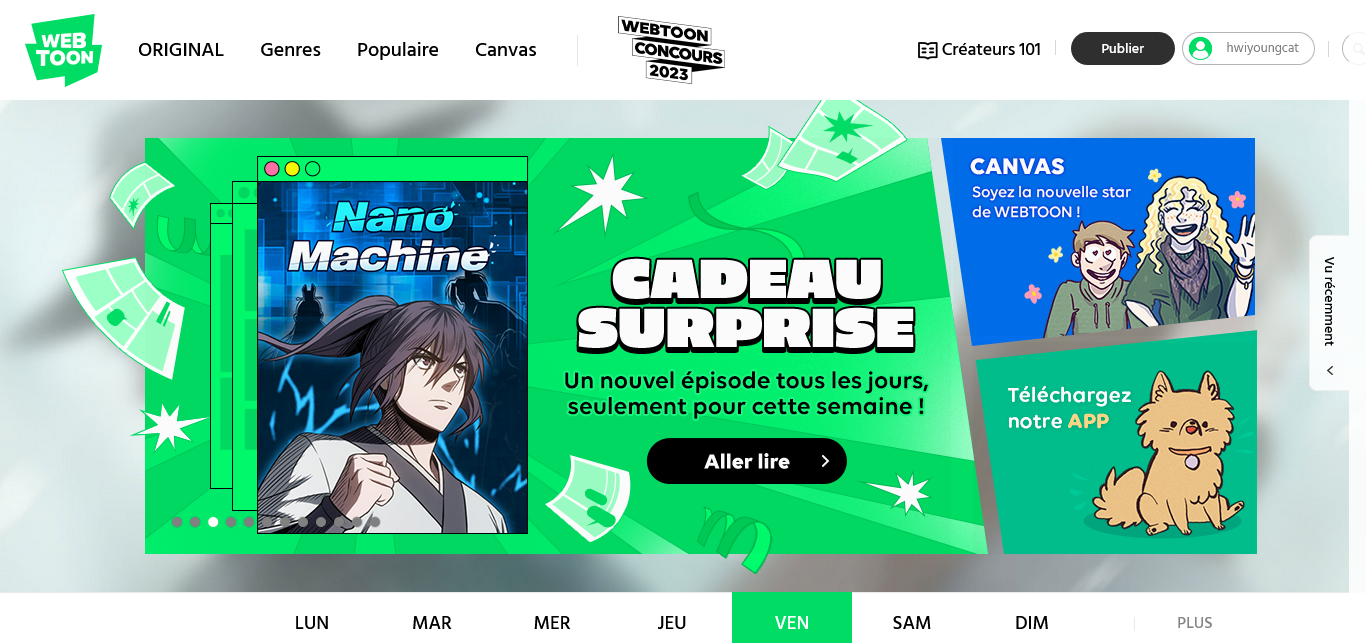 WEB
TOON
ORIGINAL
Genres
Populaire
Canvas
WEBTOON
CONCOURS
2023
Créateurs 101
Publier
hwiyoungcat
Nano
Machine
CADEAU
SURPRISE
Un nouvel épisode tous les jours,
seulement pour cette semaine !
Aller lire
CANVAS
Soyez la nouvelle star
de WEBTOON !
Téléchargez
notre APP
Vu récemment
LUN
MAR
MER
JEU
VEN
SAM
DIM
PLUS